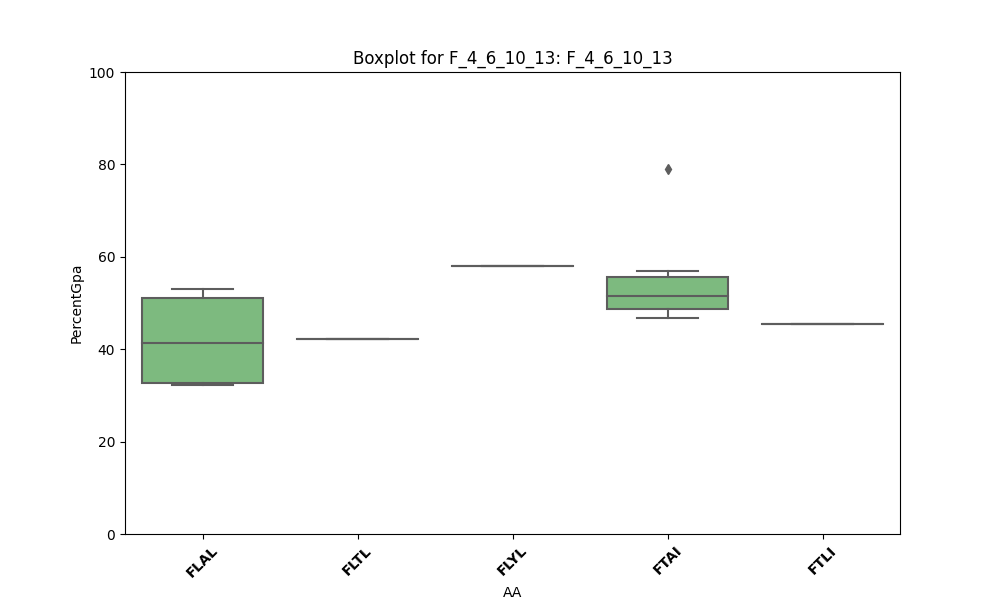 Boxplot for F_4_6_10_13: F_4_6_10_13
100
80
60
40
20
0
PercentGpa
FLAL
FLTL
FLYL
FTAI
FTLI
AA